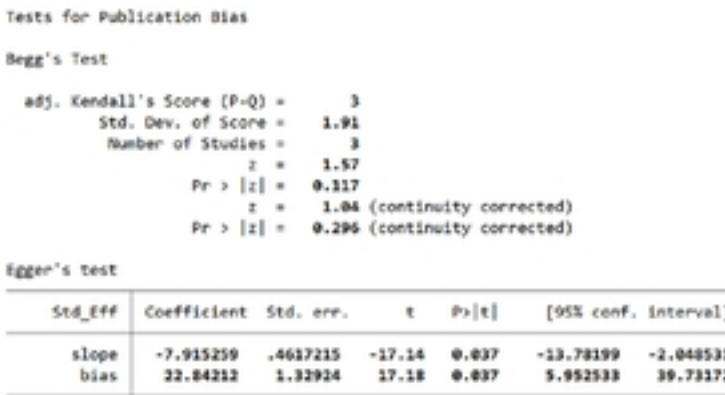 Tests for Publication Bias
Begg's Test
adj. Kendall's Score (P-Q) = 3
Std. Dev. of Score = 1.91
Number of Studies = 3
z = 1.57
Pr > |z| = 0.117
z = 1.04 (continuity corrected)
Pr > |z| = 0.296 (continuity corrected)
Egger's test
Std_Eff Coefficient Std. err. t P>|t| [95% conf. interval]
slope -7.915259 .4617215 -17.14 0.037 -13.78199
bias 22.84212 1.32924 17.18 0.037 5.952533